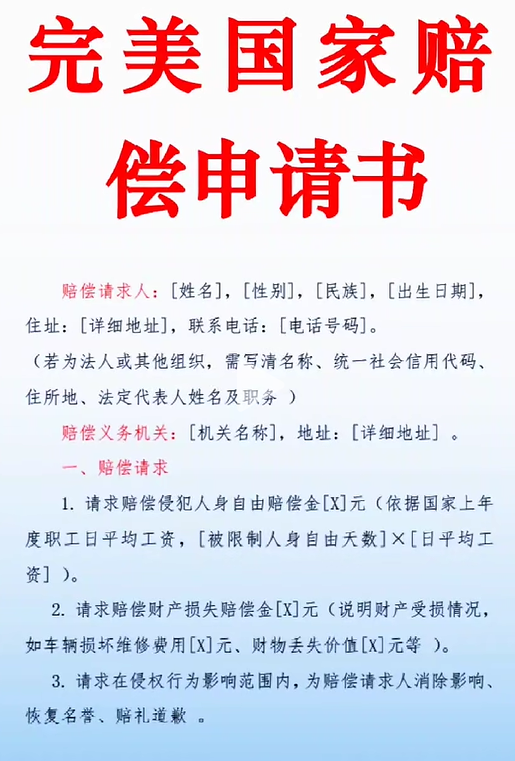 完美国家赔
偿申请书
赔偿请求人：[姓名]，[性别]，[民族]，[出生日期]，
住址：[详细地址]，联系电话：[电话号码]。
（若为法人或其他组织，需写清名称、统一社会信用代码、
住所地、法定代表人姓名及职务 ）
赔偿义务机关：[机关名称]，地址：[详细地址] 。
一、赔偿请求
1. 请求赔偿侵犯人身自由赔偿金[X]元（依据国家上年
度职工日平均工资，[被限制人身自由天数]×[日平均工
资] ）。
2. 请求赔偿财产损失赔偿金[X]元（说明财产受损情况，
如车辆损坏维修费用[X]元、财物丢失价值[X]元等 ）。
3. 请求在侵权行为影响范围内，为赔偿请求人消除影响、
恢复名誉、赔礼道歉 。